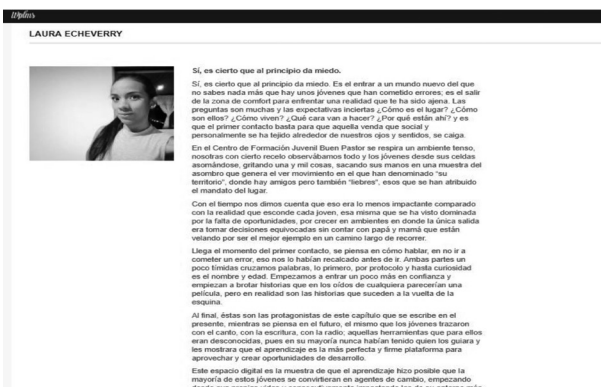 LAURA ECHEVERRY
Sí, es cierto que al principio da miedo.
Sí, es cierto que al principio da miedo. Es el entrar a un mundo nuevo del que
no sabes nada más que hay unos jóvenes que han cometido errores; es el salir
de la zona de comfort para enfrentar una realidad que te ha sido ajena. Las
preguntas son muchas y las expectativas inciertas ¿Cómo es el lugar? ¿Cómo
son ellos? ¿Cómo viven? ¿Qué cara van a hacer? ¿Por qué están ahí? y es
que el primer contacto basta para que aquella venda que social y
personalmente se ha tejido alrededor de nuestros ojos y sentidos, se caiga.
En el Centro de Formación Juvenil Buen Pastor se respira un ambiente tenso,
nosotras con cierto recelo observábamos todo y los jóvenes desde sus celdas
asomándose, gritando una y mil cosas, sacando sus manos en una muestra del
asombro que genera el ver movimiento en el que han denominado "su
territorio", donde hay amigos pero también "liebres", esos que se han atribuido
el mandato del lugar.
Con el tiempo nos dimos cuenta que eso era lo menos impactante comparado
con la realidad que esconde cada joven, esa misma que se ha visto dominada
por la falta de oportunidades, por crecer en ambientes en donde la única salida
era tomar decisiones equivocadas sin contar con papá y mamá que están
velando por ser el mejor ejemplo en un camino largo de recorrer.
Llega el momento del primer contacto, se piensa en cómo hablar, en no ir a
cometer un error, eso nos lo habían recalcado antes de ir. Ambas partes un
poco tímidas cruzamos palabras, lo primero, por protocolo y hasta curiosidad
es el nombre y edad. Empezamos a entrar un poco más en confianza y
empiezan a brotar historias que en los oídos de cualquiera parecerían una
película, pero en realidad son las historias que suceden a la vuelta de la
esquina.
Al final, éstas son las protagonistas de este capítulo que se escribe en el
presente, mientras se piensa en el futuro, el mismo que los jóvenes trazaron
con el canto, con la escritura, con la radio; aquellas herramientas que para ellos
eran desconocidas, pues en su mayoría nunca habían tenido quien los guiara y
les mostrara que el aprendizaje es la más perfecta y firme plataforma para
aprovechar y crear oportunidades de desarrollo.
Este espacio digital es la muestra de que el aprendizaje hizo posible que la
mayoría de estos jóvenes se convirtieran en agentes de cambio, empezando